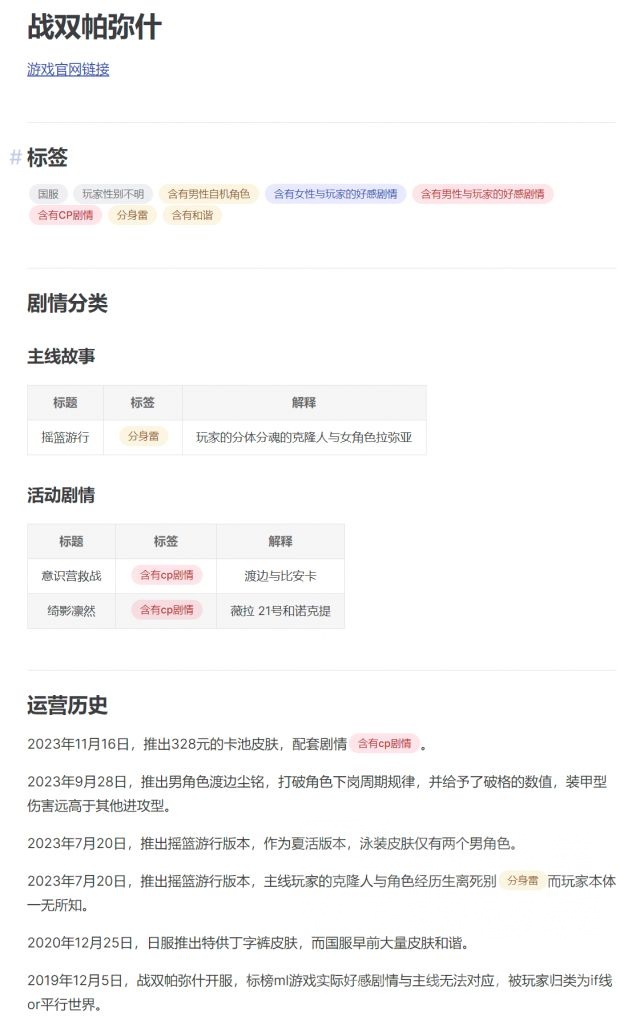 战双帕弥什
游戏官网链接
# 标签
国服 玩家性别不明 含有男性自机角色 含有女性与玩家的好感剧情 含有男性与玩家的好感剧情
含有CP剧情 分身雷 含有和谐
剧情分类
主线故事
标题 标签 解释
摇篮游行 分身雷 玩家的分体分魂的克隆人与女角色拉弥亚
活动剧情
标题 标签 解释
意识营救战 含有cp剧情 渡边与比安卡
绮影凛然 含有cp剧情 薇拉 21号和诺克提
运营历史
2023年11月16日，推出328元的卡池皮肤，配套剧情 含有cp剧情 。
2023年9月28日，推出男角色渡边尘铭，打破角色下岗周期规律，并给予了破格的数值，装甲型
伤害远高于其他进攻型。
2023年7月20日，推出摇篮游行版本，作为夏活版本，泳装皮肤仅有两个男角色。
2023年7月20日，推出摇篮游行版本，主线玩家的克隆人与角色经历生离死别 分身雷 而玩家本体
一无所知。
2020年12月25日，日服推出特供丁字裤皮肤，而国服早前大量皮肤和谐。
2019年12月5日，战双帕弥什开服，标榜ml游戏实际好感剧情与主线无法对应，被玩家归类为if线
or平行世界。